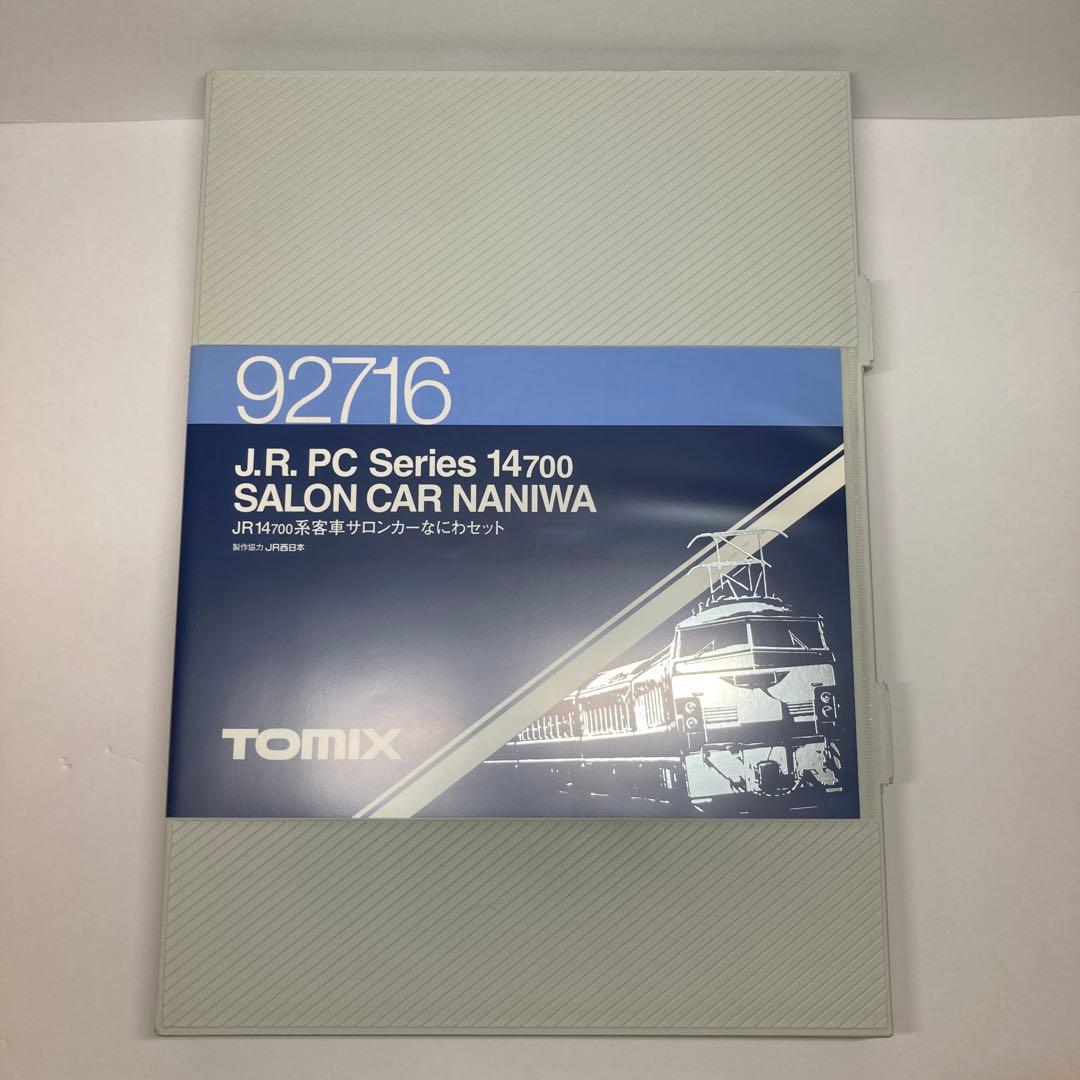 92716
J.R. PC Series 14700
SALON CAR NANIWA
JR14700系客車サロンカーなにわセット
製作協力 JR西日本
TOMIX